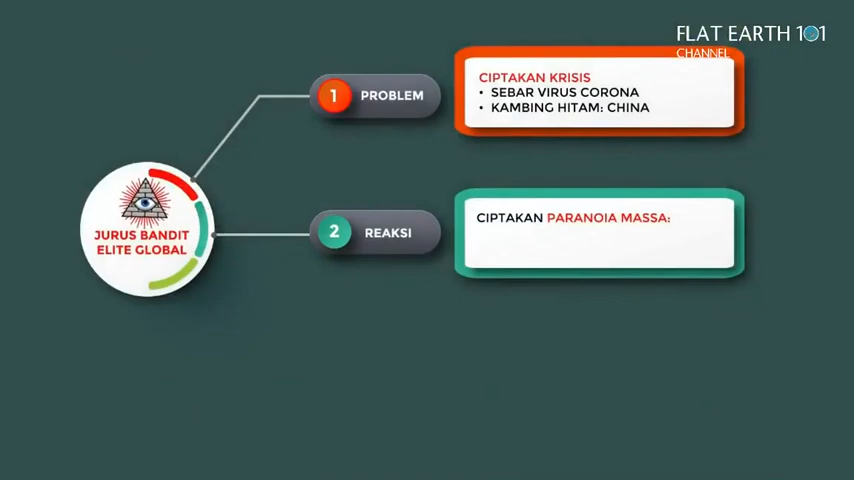 FLAT EARTH 101
CHANNEL
1 PROBLEM
CIPTAKAN KRISIS
• SEBAR VIRUS CORONA
• KAMBING HITAM: CHINA
JURUS BANDIT
ELITE GLOBAL
2 REAKSI
CIPTAKAN PARANOIA MASSA: